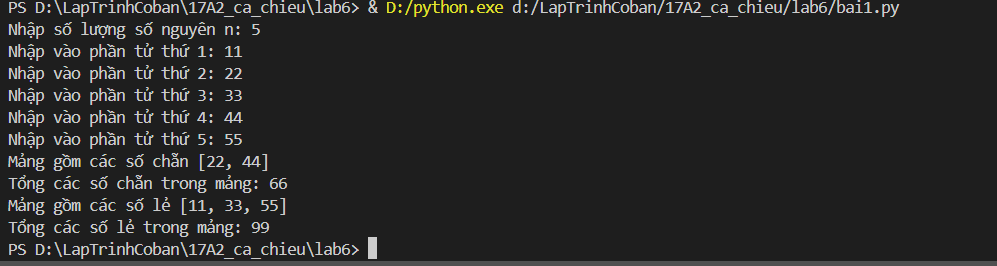 PS D:\LapTrinhCoban\17A2_ca_chieu\lab6> & D:/python.exe d:/LapTrinhCoban/17A2_ca_chieu/lab6/bai1.py
Nhập số lượng số nguyên n: 5
Nhập vào phần tử thứ 1: 11
Nhập vào phần tử thứ 2: 22
Nhập vào phần tử thứ 3: 33
Nhập vào phần tử thứ 4: 44
Nhập vào phần tử thứ 5: 55
Mảng gồm các số chẵn [22, 44]
Tổng các số chẵn trong mảng: 66
Mảng gồm các số lẻ [11, 33, 55]
Tổng các số lẻ trong mảng: 99
PS D:\LapTrinhCoban\17A2_ca_chieu\lab6>